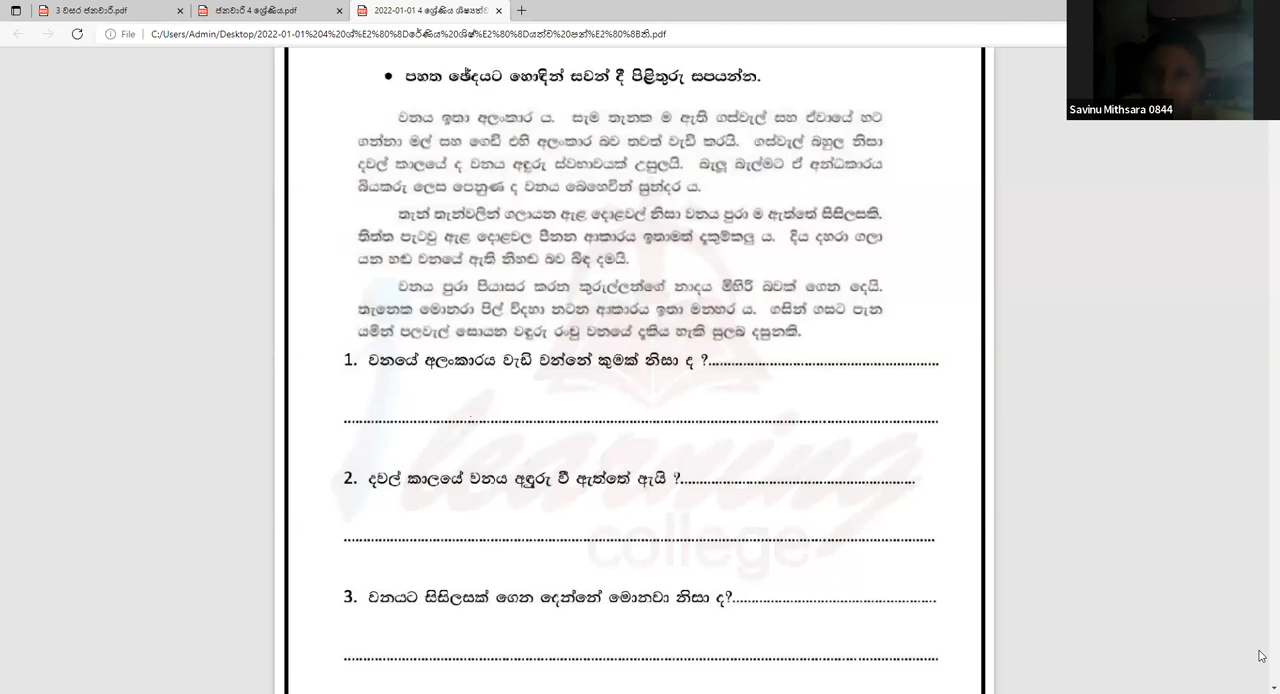 3 වසර ජනවාරි.pdf
ජනවාරි 4 ශ්‍රේණිය.pdf
2022-01-01 4 ශ්‍රේණිය ශිෂ්‍යත්ව
File
C:/Users/Admin/Desktop/2022-01-01%204%20ශ්%E2%80%8Dරේණිය%20ශිෂ්%E2%80%8Dයත්ව%20පන්%E2%80%8Bති.pdf
Savinu Mithsara 0844
• පහත ඡේදයට හොඳින් සවන් දී පිළිතුරු සපයන්න.
වනය ඉතා අලංකාර ය. සැම තැනක ම ඇති ගස්වැල් සහ ඒවායේ හට
ගන්නා මල් සහ ගෙඩි එහි අලංකාර බව තවත් වැඩි කරයි. ගස්වැල් බහුල නිසා
දවල් කාලයේ ද වනය අඳුරු ස්වභාවයක් උසුලයි. බැලූ බැල්මට ඒ අන්ධකාරය
බියකරු ලෙස පෙනුණ ද වනය බෙහෙවින් සුන්දර ය.
තැන් තැන්වලින් ගලායන ඇළ දොළවල් නිසා වනය පුරා ම ඇත්තේ සිසිලසකි.
තිත්ත පැටවු ඇළ දොළවල පීනන ආකාරය ඉතාමත් දැකුම්කලු ය. දිය දහරා ගලා
යන හඬ වනයේ ඇති නිහඬ බව බිඳ දමයි.
වනය පුරා පියාසර කරන කුරුල්ලන්ගේ නාදය මිහිරි බවක් ගෙන දෙයි.
තැනෙක මොනරා පිල් විදහා නටන ආකාරය ඉතා මනහර ය. ගසින් ගසට පැන
යමින් පලවැල් සොයන වඳුරු රංචු වනයේ දැකිය හැකි සුලබ දසුනකි.
1. වනයේ අලංකාරය වැඩි වන්නේ කුමක් නිසා ද ?
2. දවල් කාලයේ වනය අඳුරු වී ඇත්තේ ඇයි ?
3. වනයට සිසිලසක් ගෙන දෙන්නේ මොනවා නිසා ද?
learning
college